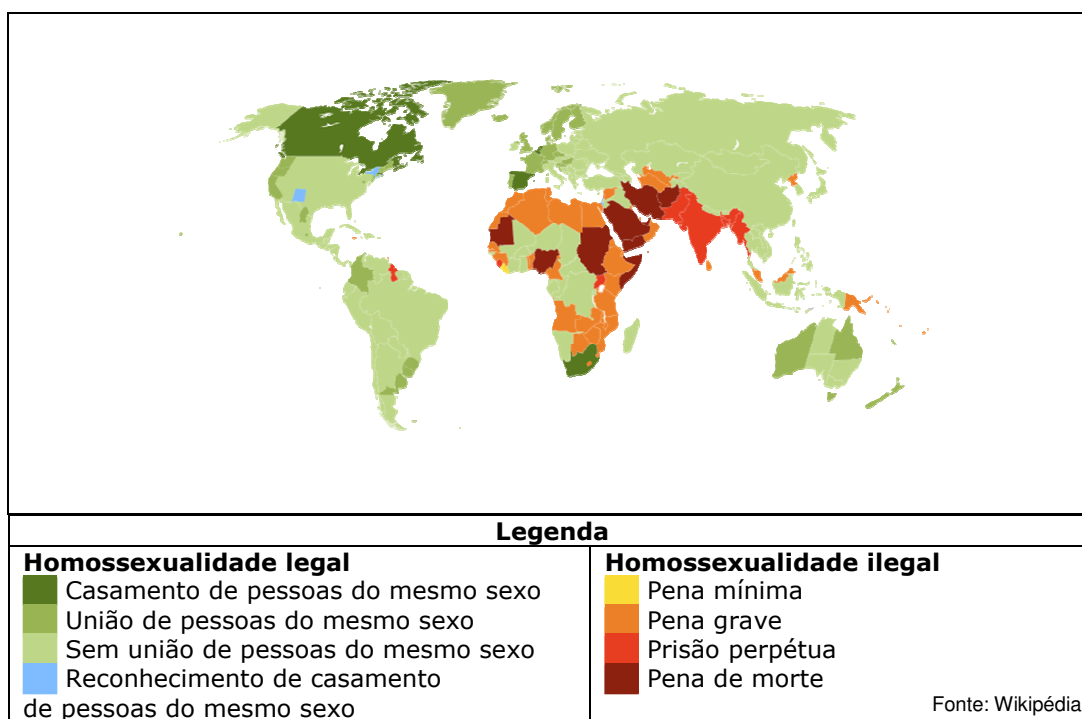 Legenda
Homossexualidade legal
Casamento de pessoas do mesmo sexo
União de pessoas do mesmo sexo
Sem união de pessoas do mesmo sexo
Reconhecimento de casamento
de pessoas do mesmo sexo
Homossexualidade ilegal
Pena mínima
Pena grave
Prisão perpétua
Pena de morte
Fonte: Wikipédia